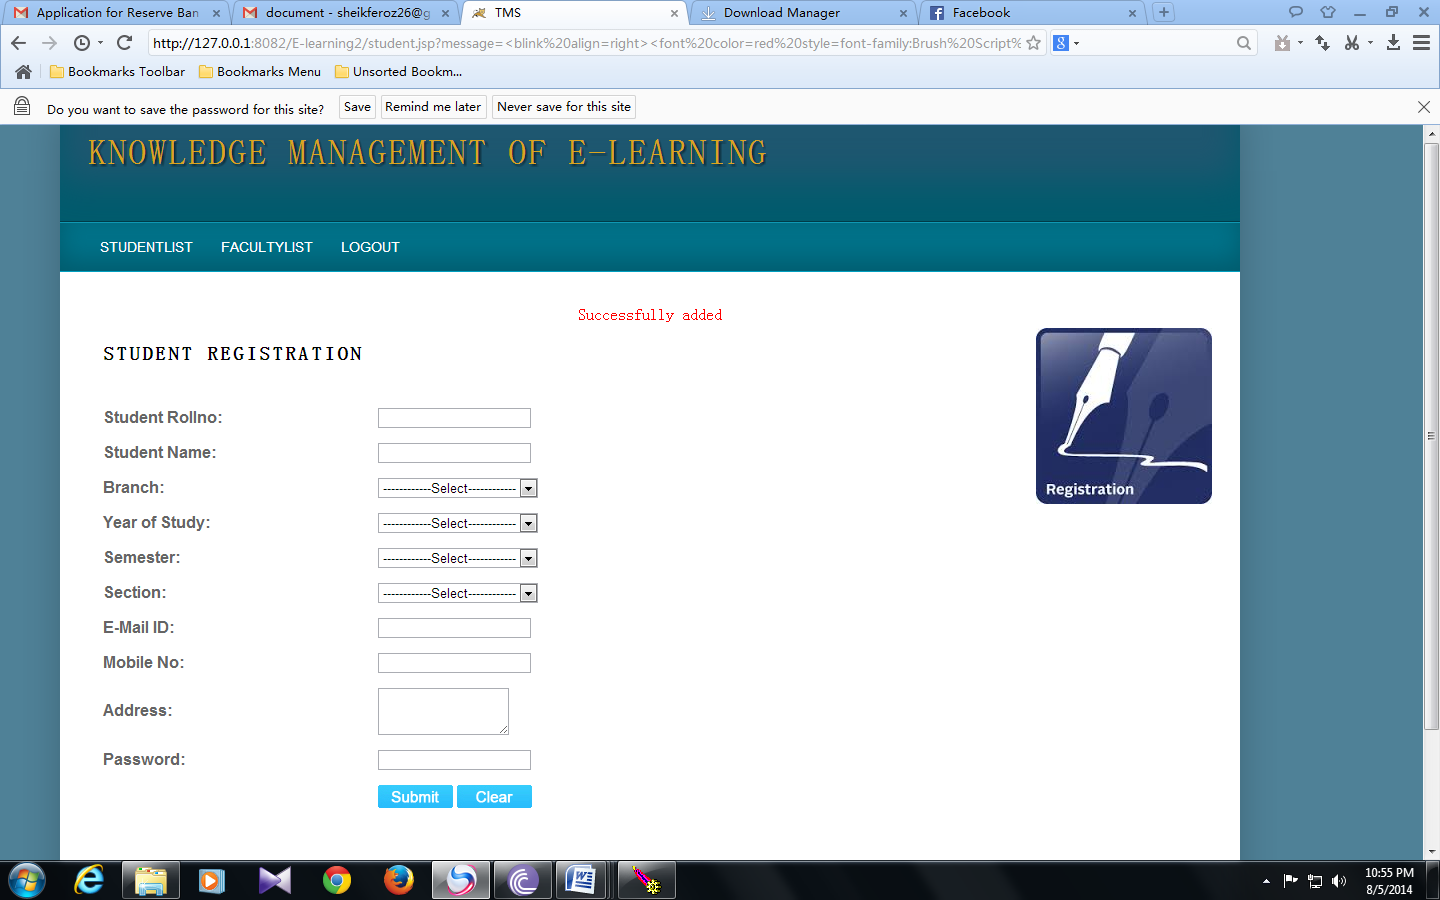 Application for Reserve Ban
document - sheikferoz26@g
TMS
Download Manager
Facebook
http://127.0.0.1:8082/E-learning2/student.jsp?message=<blink%20align=right><font%20color=red%20style=font-family:Brush%20Script%
Bookmarks Toolbar
Bookmarks Menu
Unsorted Bookm...
Do you want to save the password for this site?
Save
Remind me later
Never save for this site
KNOWLEDGE MANAGEMENT OF E-LEARNING
STUDENTLIST
FACULTYLIST
LOGOUT
Successfully added
STUDENT REGISTRATION
Registration
Student Rollno:
Student Name:
Branch:
------------Select------------
Year of Study:
------------Select------------
Semester:
------------Select------------
Section:
------------Select------------
E-Mail ID:
Mobile No:
Address:
Password:
Submit
Clear
10:55 PM
8/5/2014